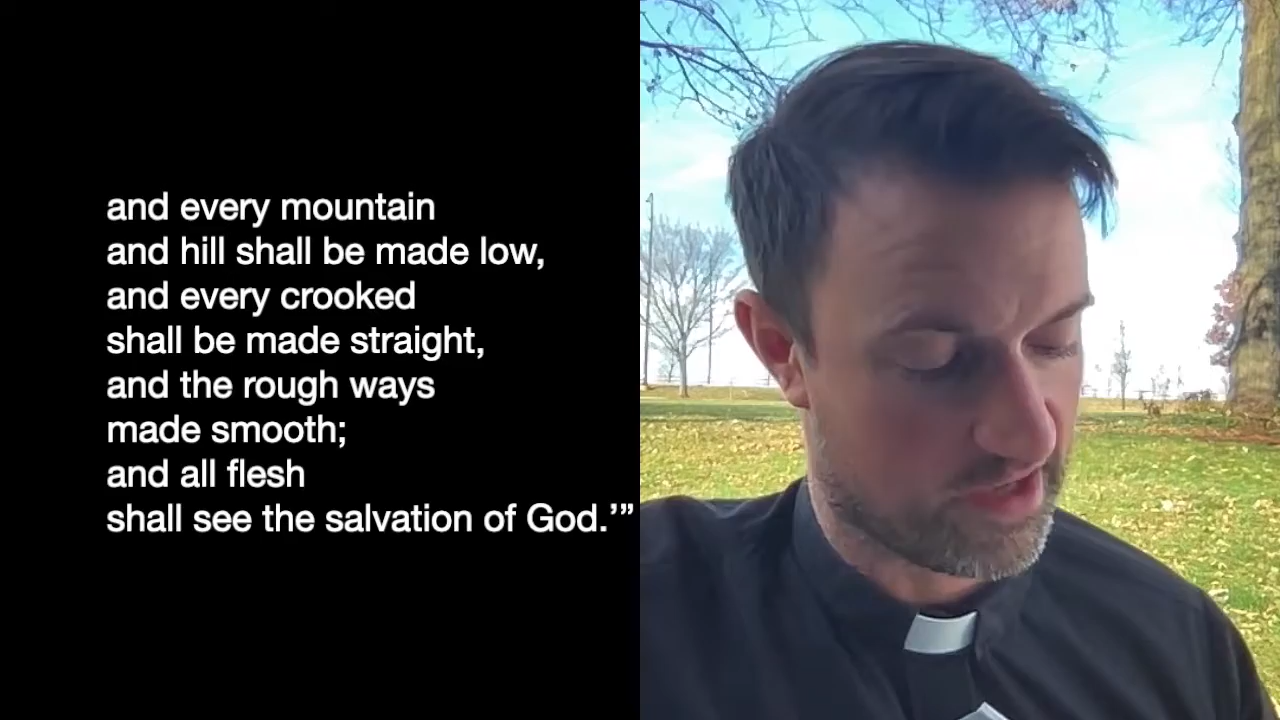 and every mountain
and hill shall be made low,
and every crooked
shall be made straight,
and the rough ways
made smooth;
and all flesh
shall see the salvation of God.’”